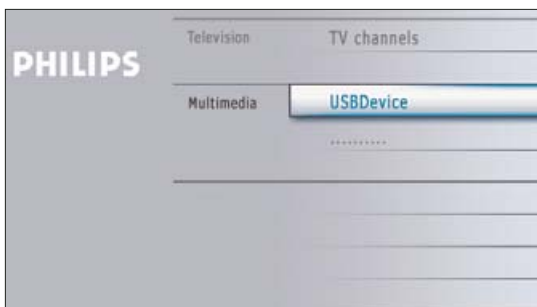 Television TV channels
PHILIPS
Multimedia USBDevice
..........